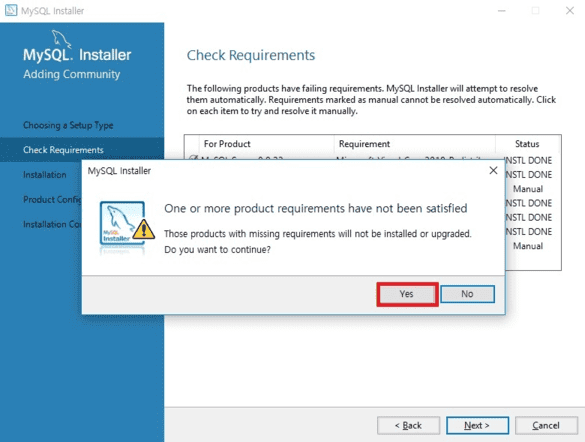 MySQL Installer
MySQL. Installer
Adding Community
Choosing a Setup Type
Check Requirements
Installation
Product Config
Installation Co
Check Requirements
The following products have failing requirements. MySQL Installer will attempt to resolve
them automatically. Requirements marked as manual cannot be resolved automatically. Click
on each item to try and resolve it manually.
For Product Requirement Status
INSTL DONE
INSTL DONE
Manual
INSTL DONE
INSTL DONE
INSTL DONE
Manual
MySQL Installer
MySQL
Installer
One or more product requirements have not been satisfied
Those products with missing requirements will not be installed or upgraded.
Do you want to continue?
Yes No
< Back Next > Cancel